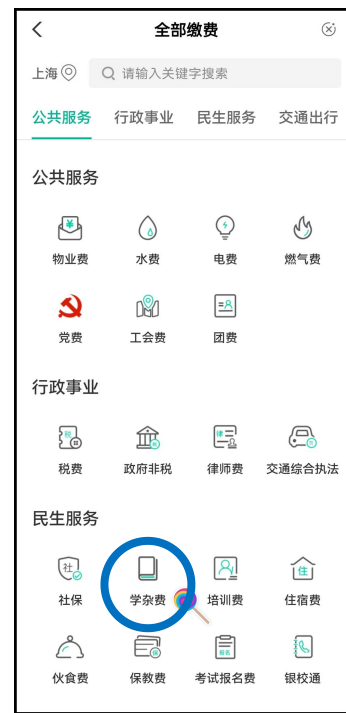 全部缴费
上海 请输入关键字搜索
公共服务 行政事业 民生服务 交通出行
公共服务
物业费 水费 电费 燃气费
党费 工会费 团费
行政事业
税费 政府非税 律师费 交通综合执法
民生服务
社保 学杂费 培训费 住宿费
伙食费 保教费 考试报名费 银校通